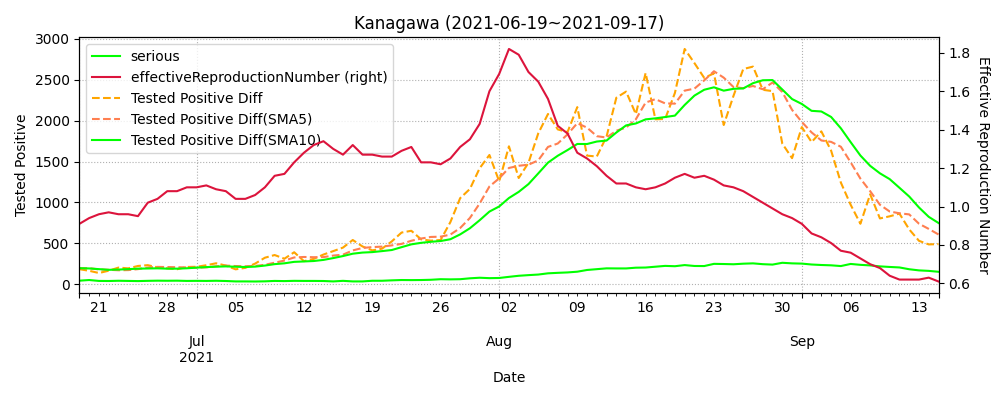 Kanagawa (2021-06-19~2021-09-17)
serious
effectiveReproductionNumber (right)
Tested Positive Diff
Tested Positive Diff(SMA5)
Tested Positive Diff(SMA10)
Tested Positive
3000
2500
2000
1500
1000
500
0
Effective Reproduction Number
1.8
1.6
1.4
1.2
1.0
0.8
0.6
21 28 05 12 19 26 02 09 16 23 30 06 13
Jul Aug Sep
2021
Date